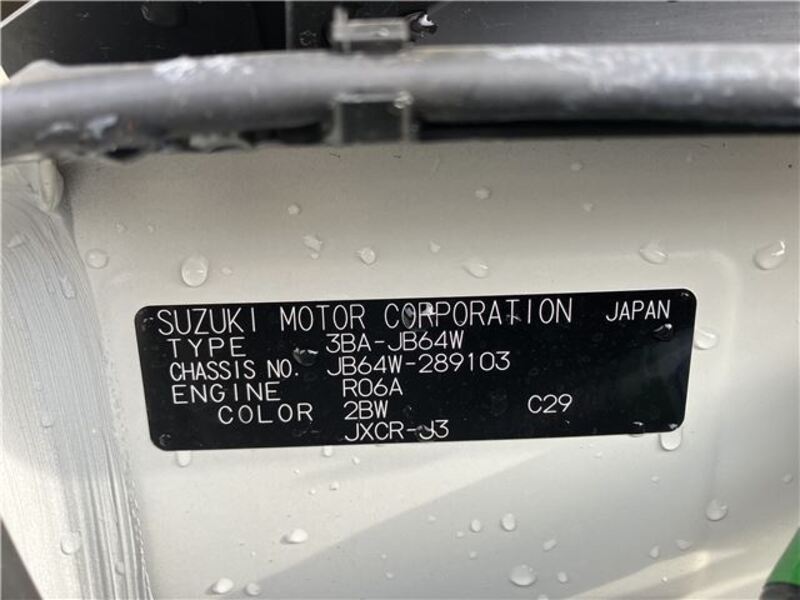 SUZUKI MOTOR CORPORATION JAPAN
TYPE 3BA-JB64W
CHASSIS NO. JB64W-289103
ENGINE R06A
COLOR 2BW C29
JXCR-J3